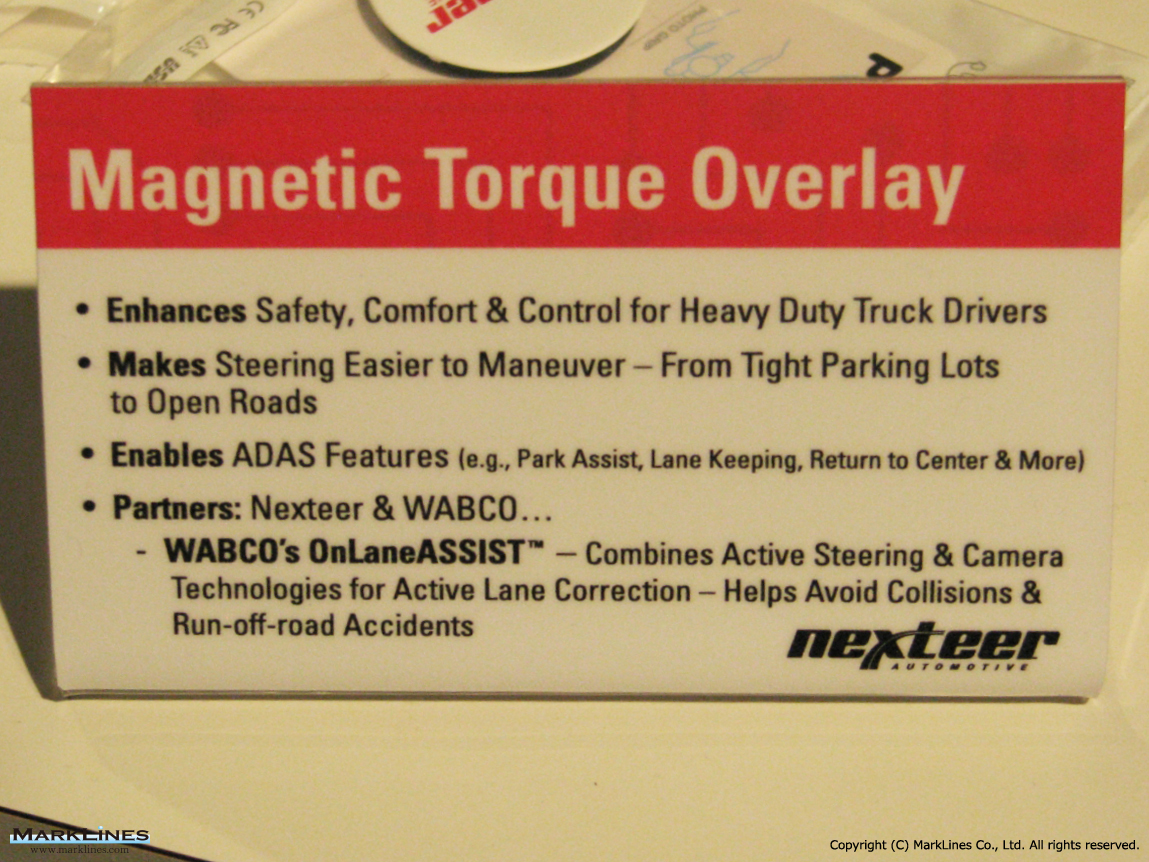 PHOTO GRIP
Magnetic Torque Overlay
• Enhances Safety, Comfort & Control for Heavy Duty Truck Drivers
• Makes Steering Easier to Maneuver – From Tight Parking Lots
to Open Roads
• Enables ADAS Features (e.g., Park Assist, Lane Keeping, Return to Center & More)
• Partners: Nexteer & WABCO...
- WABCO's OnLaneASSIST™ – Combines Active Steering & Camera
Technologies for Active Lane Correction – Helps Avoid Collisions &
Run-off-road Accidents
nexteer
AUTOMOTIVE
MARKLINES
www.marklines.com
Copyright (C) MarkLines Co., Ltd. All rights reserved.